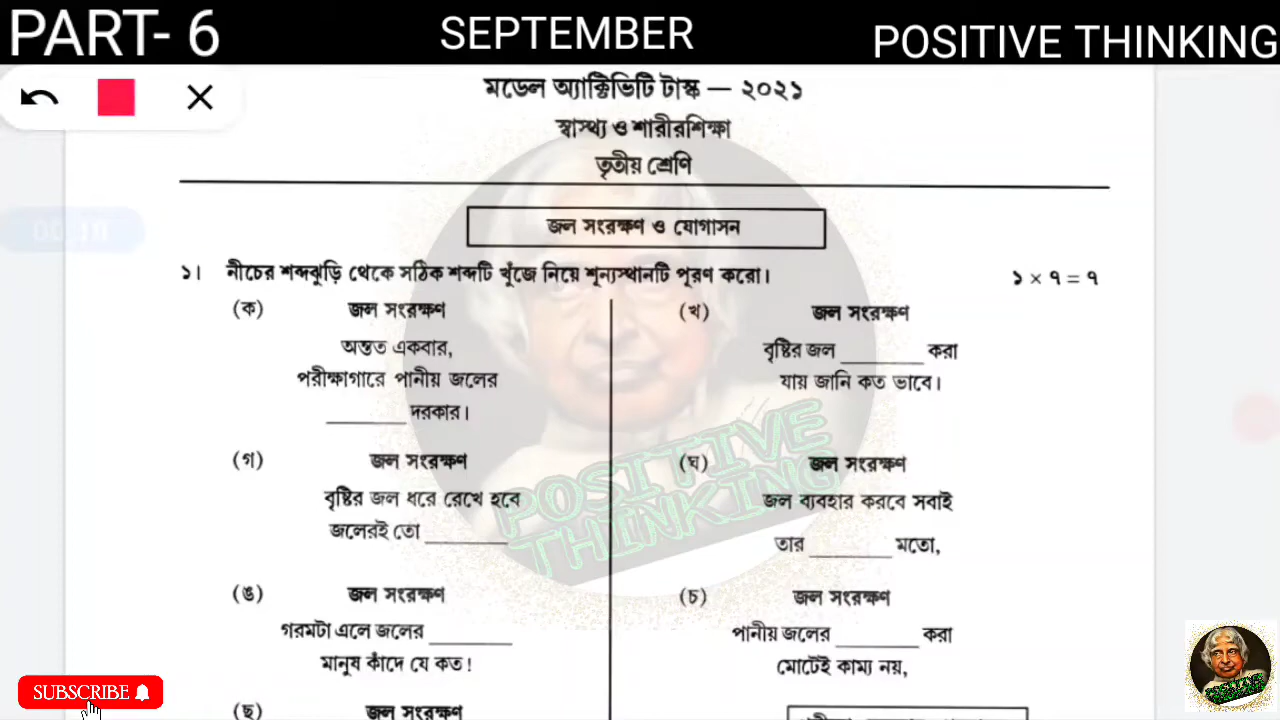 PART- 6
SEPTEMBER
POSITIVE THINKING
মডেল অ্যাক্টিভিটি টাস্ক — ২০২১
স্বাস্থ্য ও শারীরশিক্ষা
তৃতীয় শ্রেণি
জল সংরক্ষণ ও যোগাসন
১। নীচের শব্দঝুড়ি থেকে সঠিক শব্দটি খুঁজে নিয়ে শূন্যস্থানটি পূরণ করো। ১ × ৭ = ৭
(ক) জল সংরক্ষণ
অন্তত একবার,
পরীক্ষাগারে পানীয় জলের
________ দরকার।
(খ) জল সংরক্ষণ
বৃষ্টির জল ________ করা
যায় জানি কত ভাবে।
(গ) জল সংরক্ষণ
বৃষ্টির জল ধরে রেখে হবে
জলেরই তো ________
(ঘ) জল সংরক্ষণ
জল ব্যবহার করবে সবাই
তার ________ মতো,
(ঙ) জল সংরক্ষণ
গরমটা এলে জলের ________
মানুষ কাঁদে যে কত!
(চ) জল সংরক্ষণ
পানীয় জলের ________ করা
মোটেই কাম্য নয়,
(ছ) জল সংরক্ষণ
POSITIVE
THINKING
SUBSCRIBE